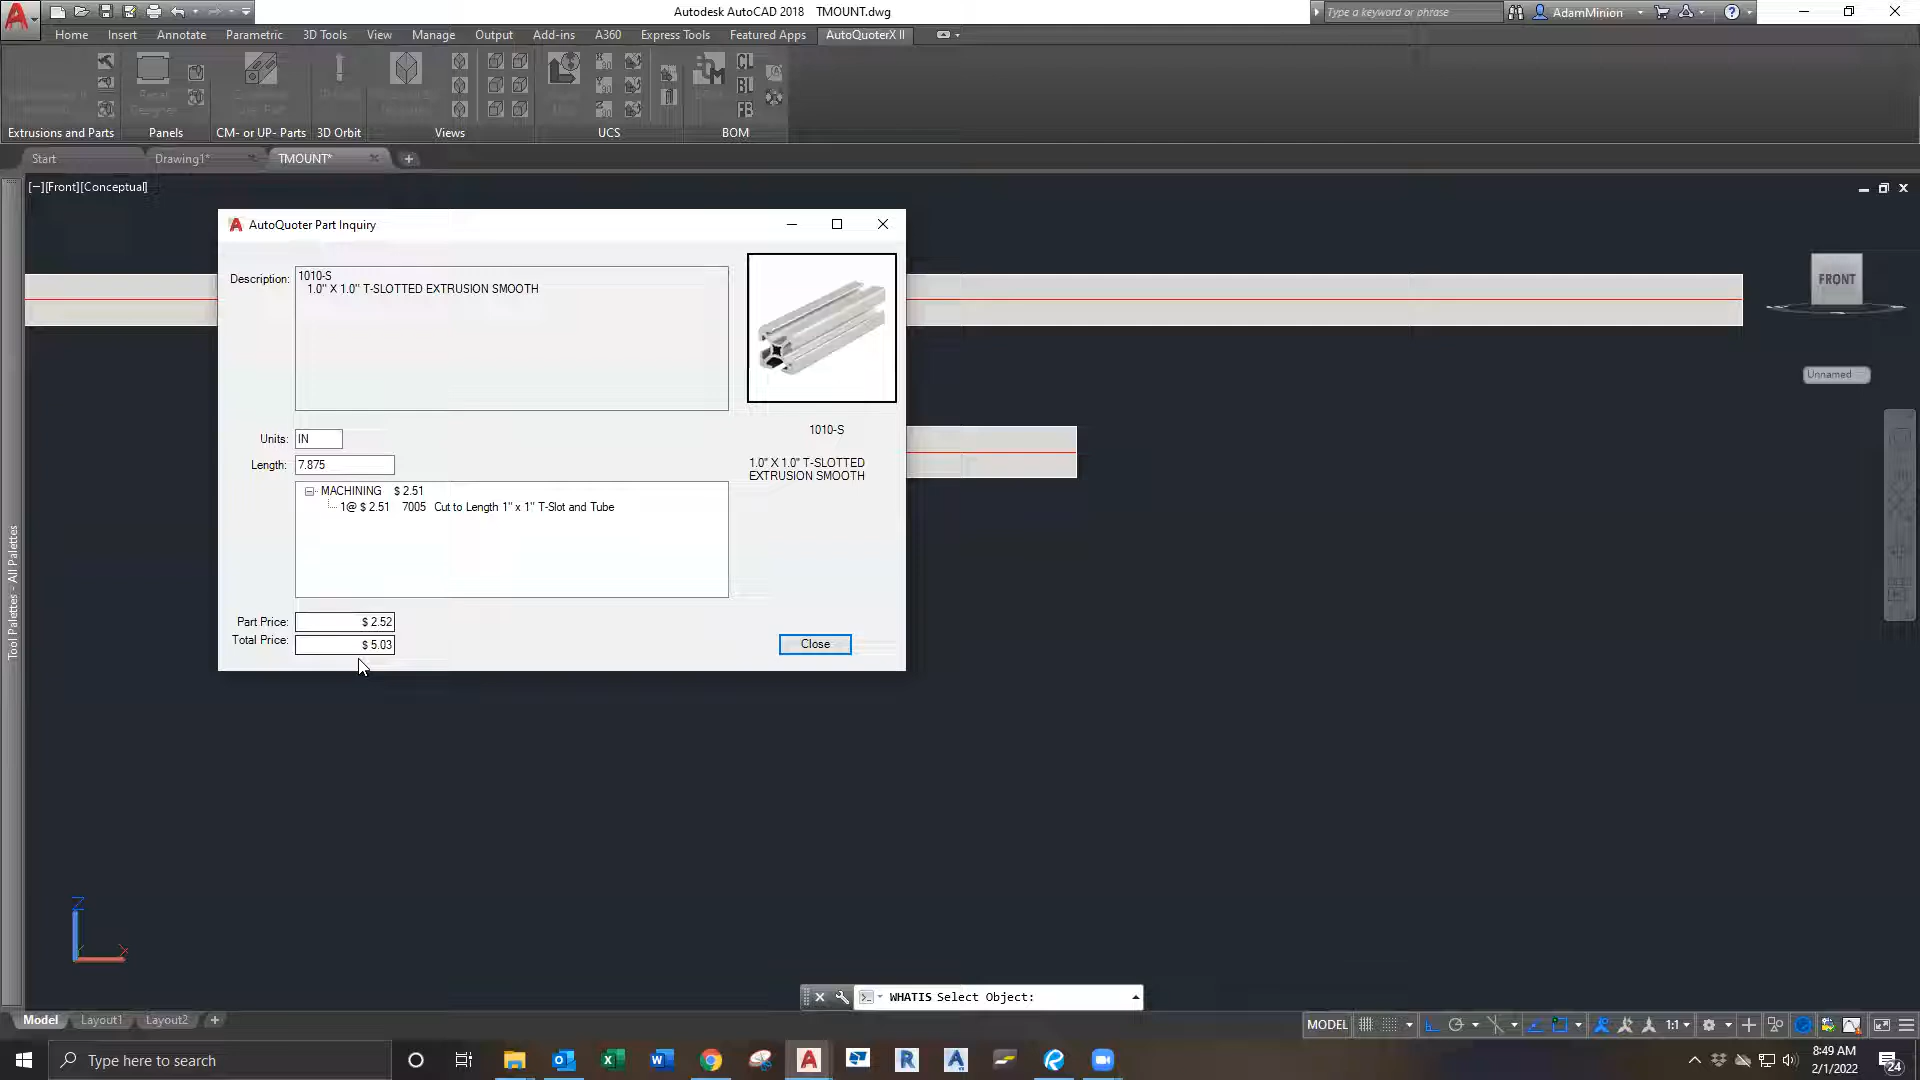 Autodesk AutoCAD 2018 TMOUNT.dwg
Type a keyword or phrase
AdamMinion
Home Insert Annotate Parametric 3D Tools View Manage Output Add-ins A360 Express Tools Featured Apps AutoQuoterX II
CL
BL
FB
Extrusions and Parts Panels CM- or UP- Parts 3D Orbit Views UCS BOM
Start Drawing1* TMOUNT*
[−][Front][Conceptual]
AutoQuoter Part Inquiry
Description: 1010-S
1.0" X 1.0" T-SLOTTED EXTRUSION SMOOTH
FRONT
Unnamed
1010-S
Units: IN
Length: 7.875
1.0" X 1.0" T-SLOTTED
EXTRUSION SMOOTH
MACHINING $ 2.51
1@ $ 2.51 7005 Cut to Length 1" x 1" T-Slot and Tube
Part Price: $ 2.52
Total Price: $ 5.03
Close
Tool Palettes - All Palettes
Z
X
WHATIS Select Object:
Model Layout1 Layout2
MODEL 1:1
Type here to search
8:49 AM
2/1/2022
24